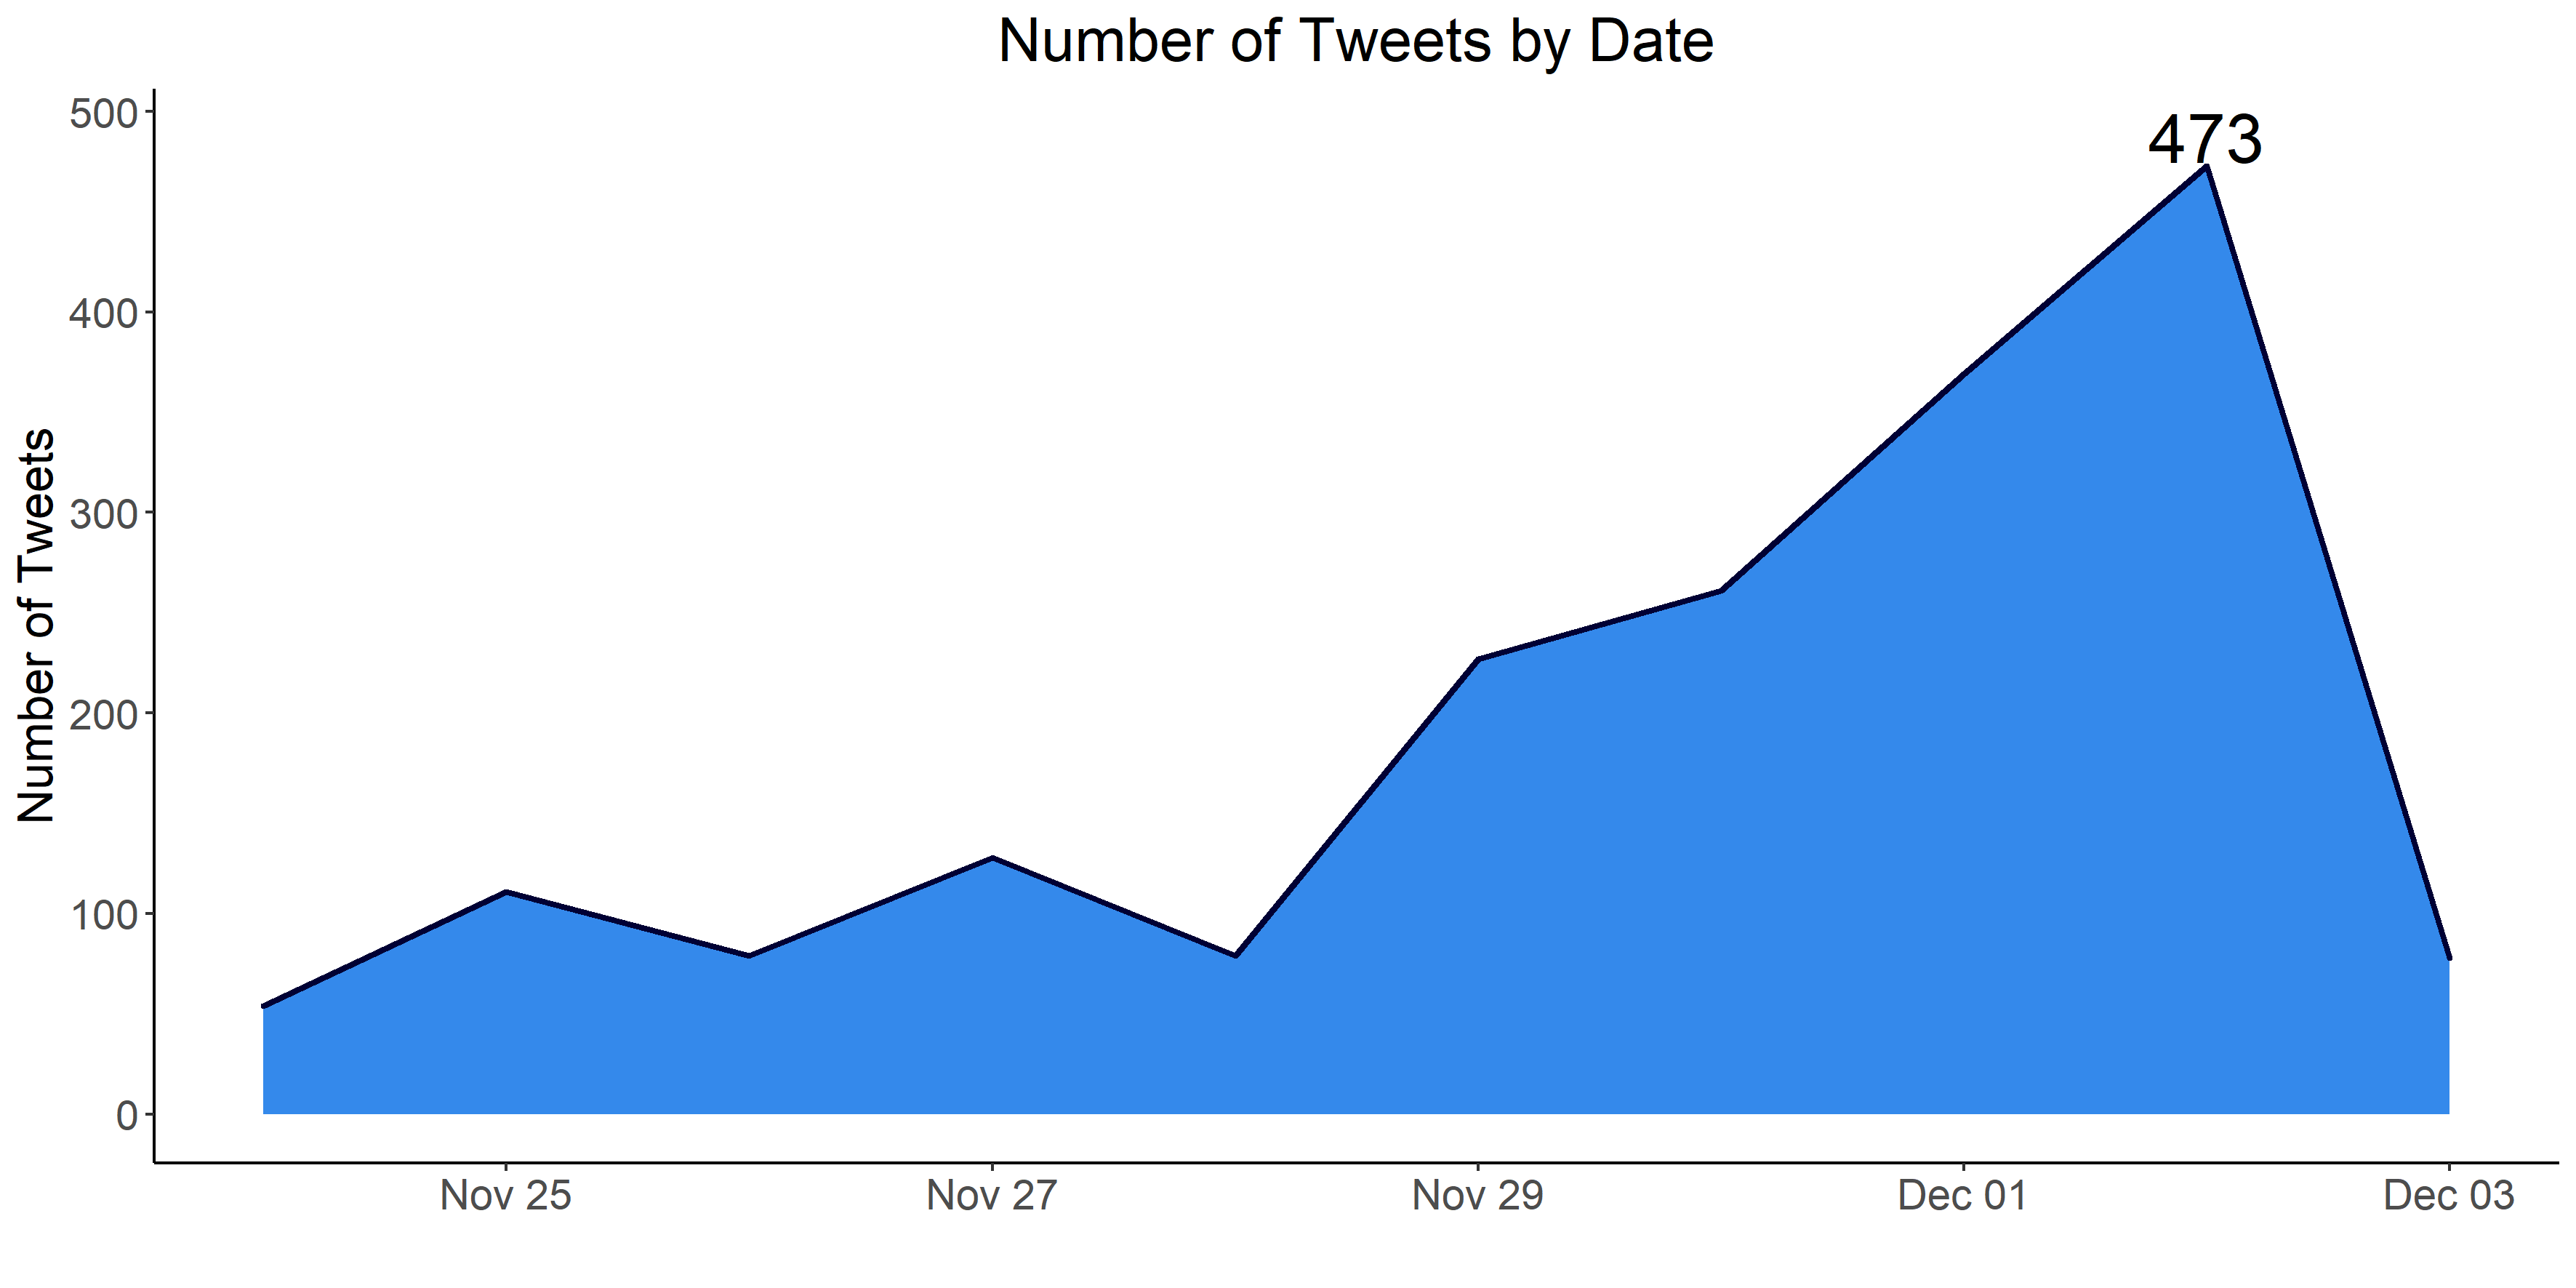 Number of Tweets by Date
Number of Tweets
500
400
300
200
100
0
473
Nov 25
Nov 27
Nov 29
Dec 01
Dec 03